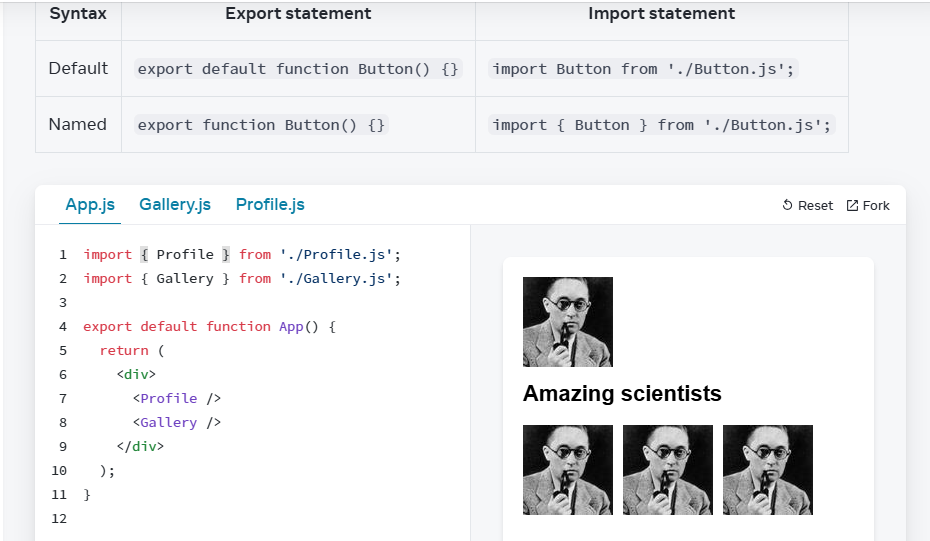 Syntax Export statement Import statement
Default export default function Button() {} import Button from './Button.js';
Named export function Button() {} import { Button } from './Button.js';
App.js Gallery.js Profile.js Reset Fork
1 import { Profile } from './Profile.js';
2 import { Gallery } from './Gallery.js';
3
4 export default function App() {
5   return (
6     <div>
7       <Profile />
8       <Gallery />
9     </div>
10   );
11 }
12
Amazing scientists